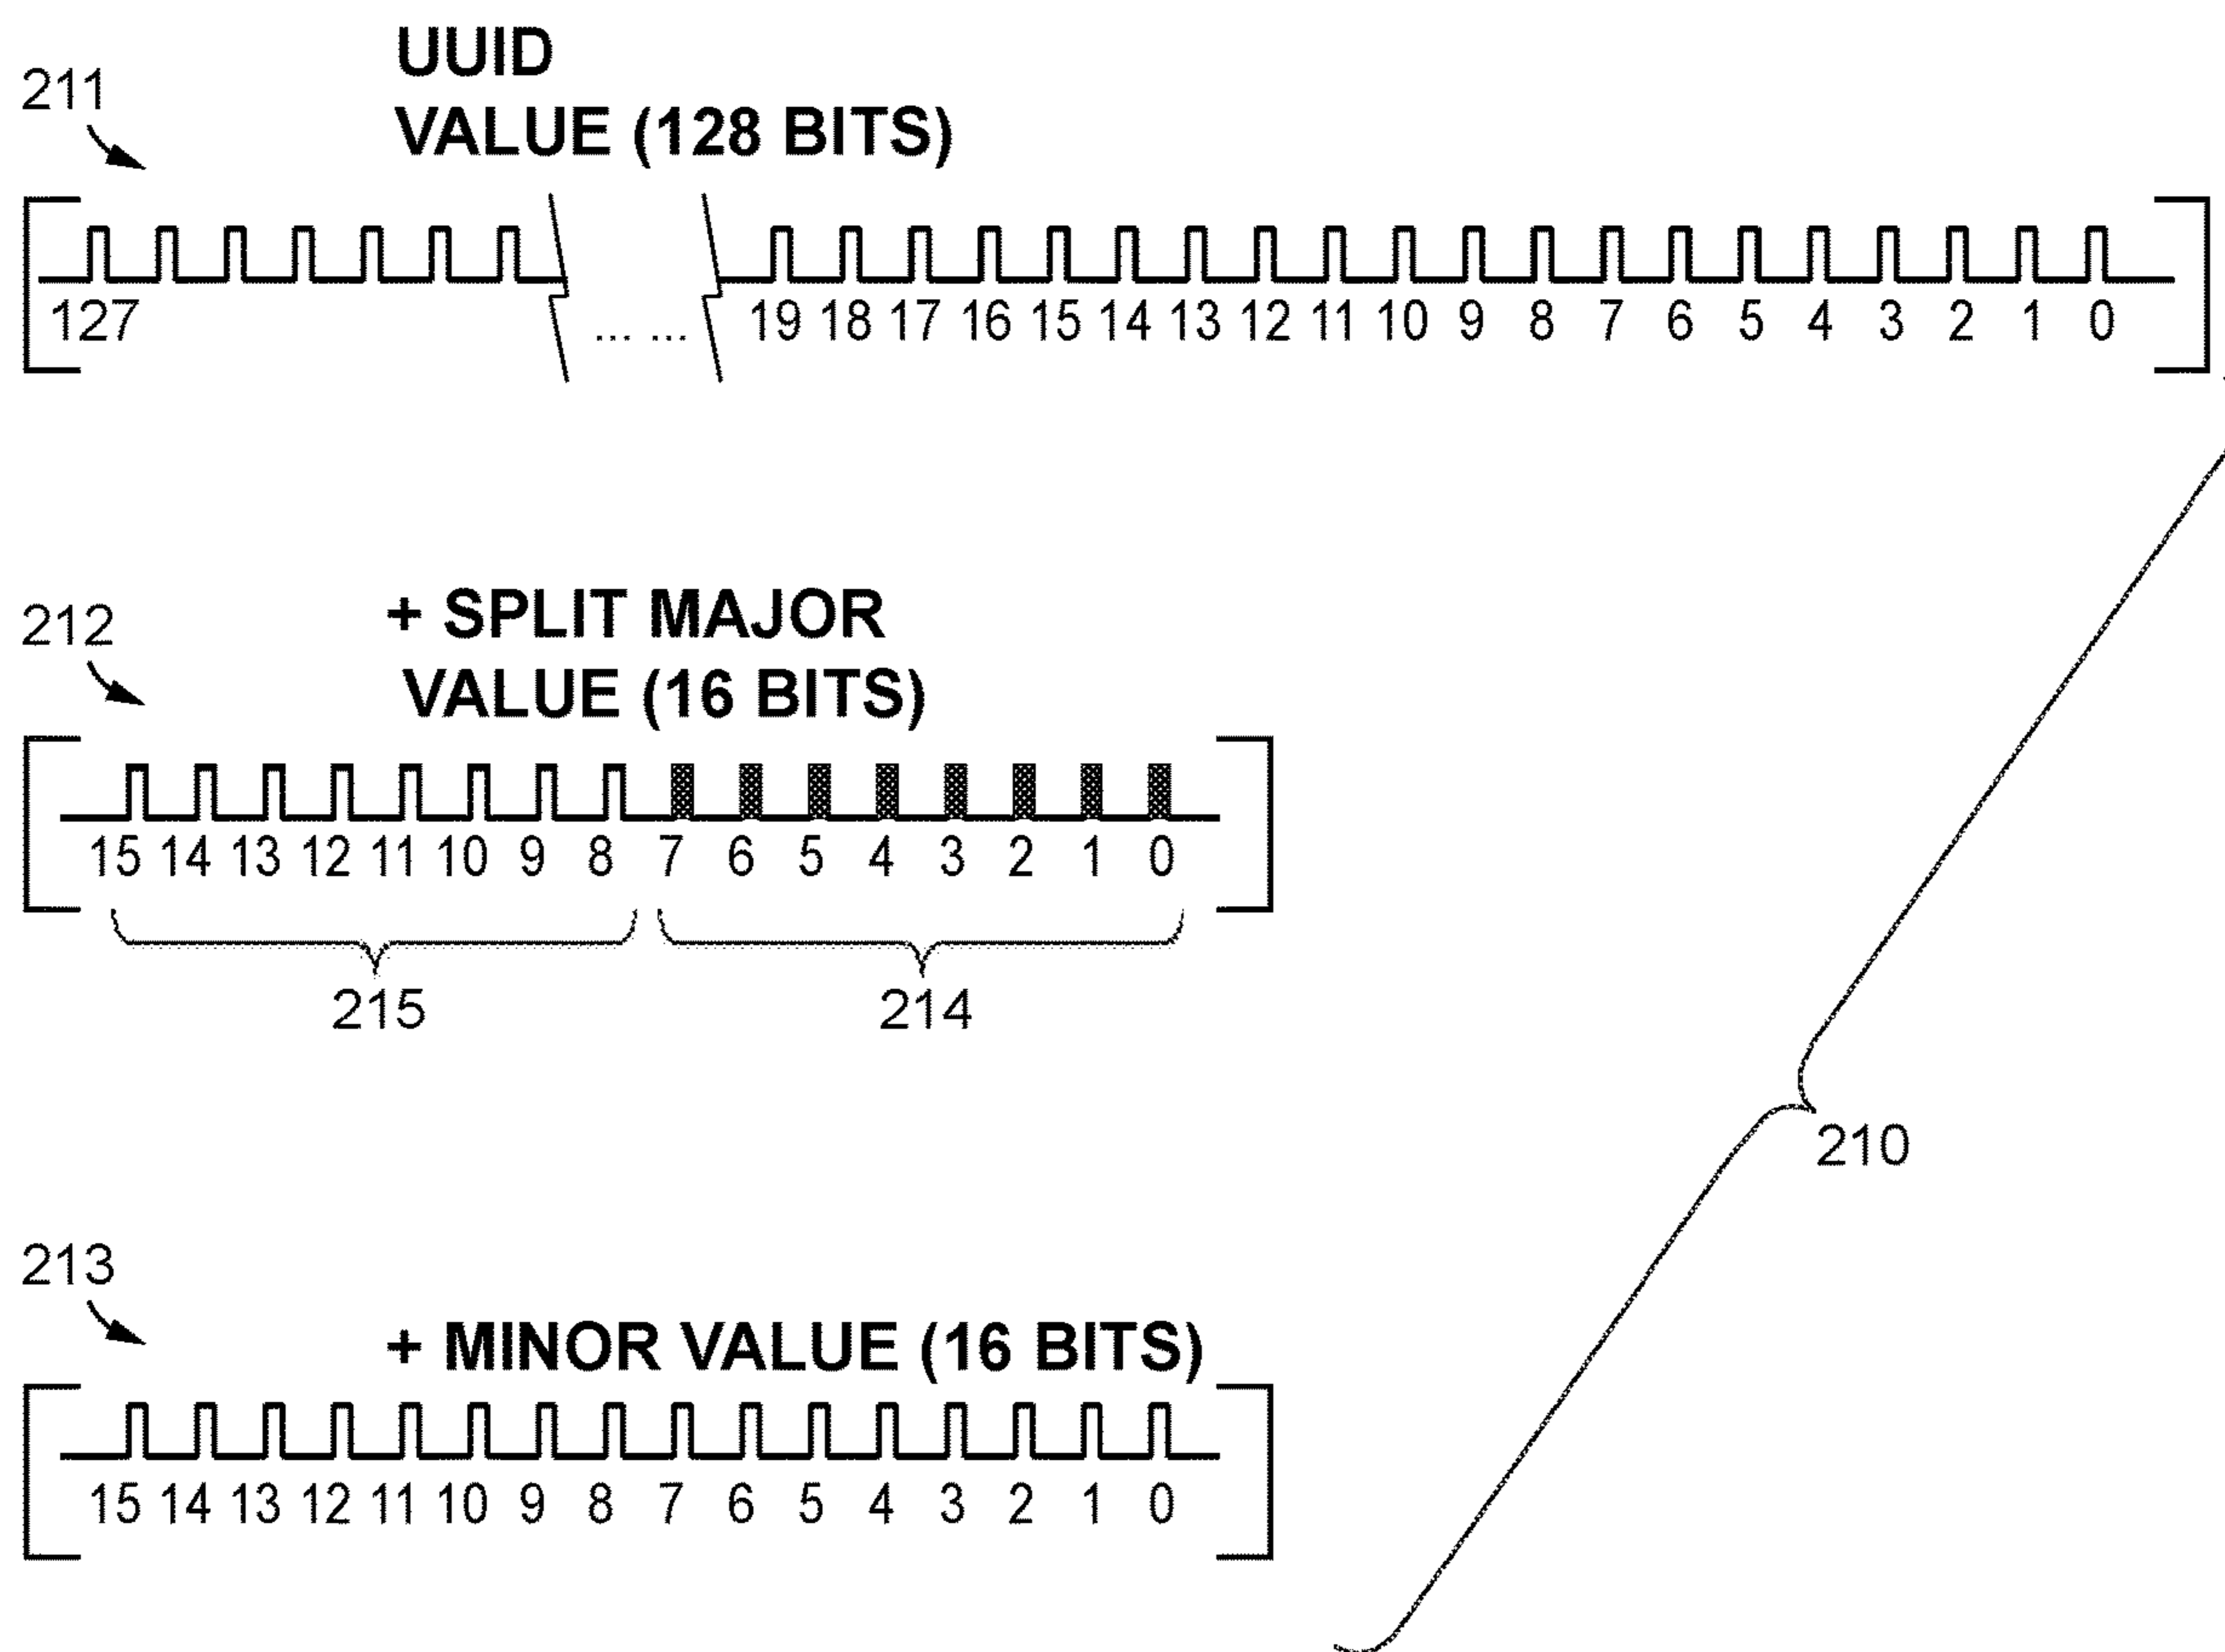 211
UUID
VALUE (128 BITS)
127 ... ... 19 18 17 16 15 14 13 12 11 10 9 8 7 6 5 4 3 2 1 0
212
+ SPLIT MAJOR
VALUE (16 BITS)
15 14 13 12 11 10 9 8 7 6 5 4 3 2 1 0
215 214
210
213
+ MINOR VALUE (16 BITS)
15 14 13 12 11 10 9 8 7 6 5 4 3 2 1 0